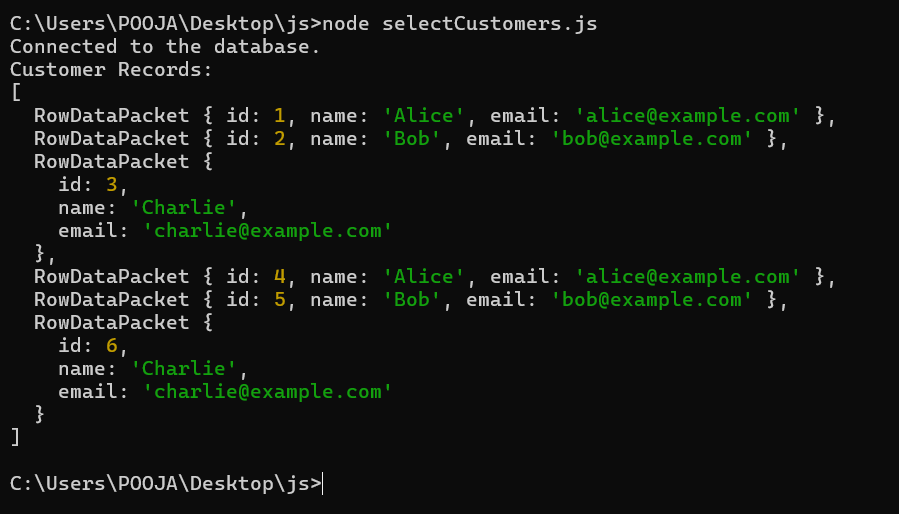 C:\Users\POOJA\Desktop\js>node selectCustomers.js
Connected to the database.
Customer Records:
[
  RowDataPacket { id: 1, name: 'Alice', email: 'alice@example.com' },
  RowDataPacket { id: 2, name: 'Bob', email: 'bob@example.com' },
  RowDataPacket {
    id: 3,
    name: 'Charlie',
    email: 'charlie@example.com'
  },
  RowDataPacket { id: 4, name: 'Alice', email: 'alice@example.com' },
  RowDataPacket { id: 5, name: 'Bob', email: 'bob@example.com' },
  RowDataPacket {
    id: 6,
    name: 'Charlie',
    email: 'charlie@example.com'
  }
]
C:\Users\POOJA\Desktop\js>